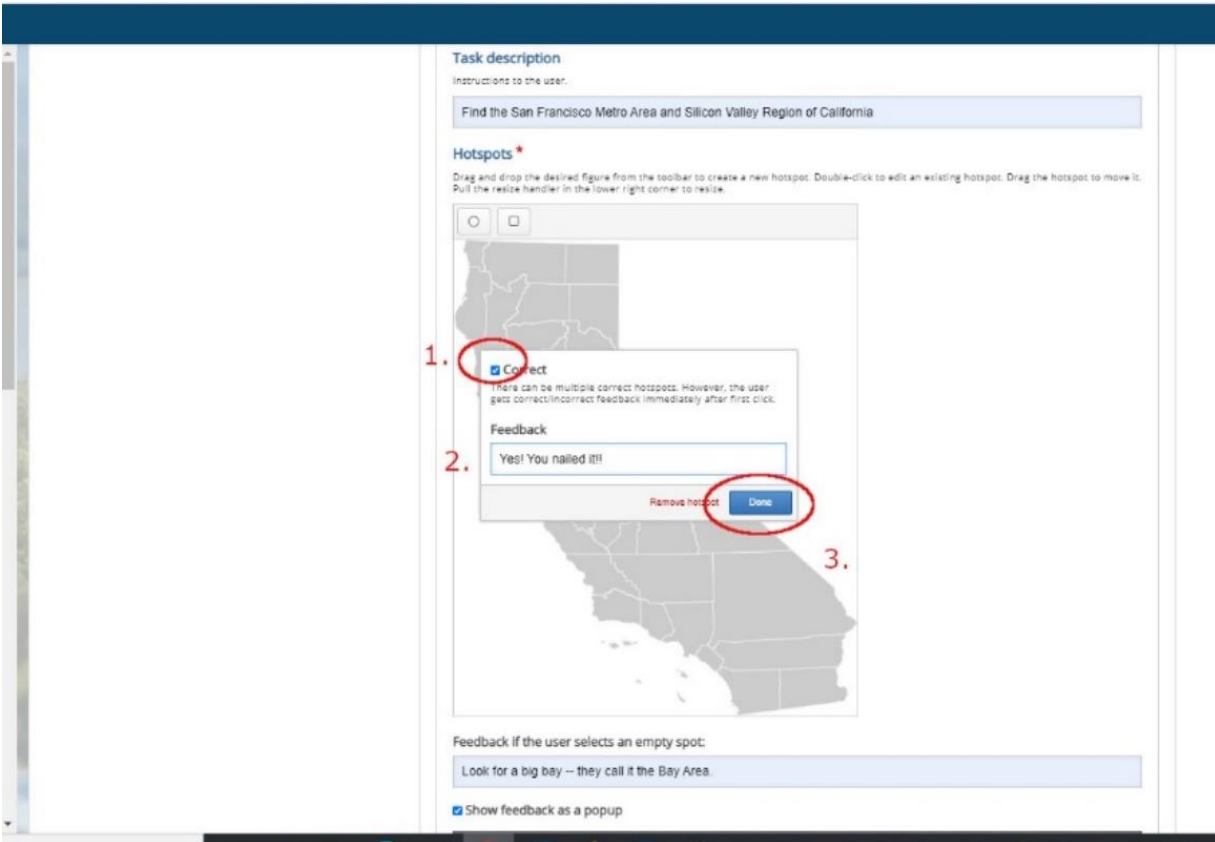 Task description
Instructions to the user.
Find the San Francisco Metro Area and Silicon Valley Region of California
Hotspots *
Drag and drop the desired figure from the toolbar to create a new hotspot. Double-click to edit an existing hotspot. Drag the hotspot to move it.
Pull the resize handler in the lower right corner to resize.
1.
Correct
There can be multiple correct hotspots. However, the user
gets correct/incorrect feedback immediately after first click.
Feedback
2.
Yes! You nailed it!!
Remove hotspot
Done
3.
Feedback if the user selects an empty spot:
Look for a big bay -- they call it the Bay Area.
Show feedback as a popup